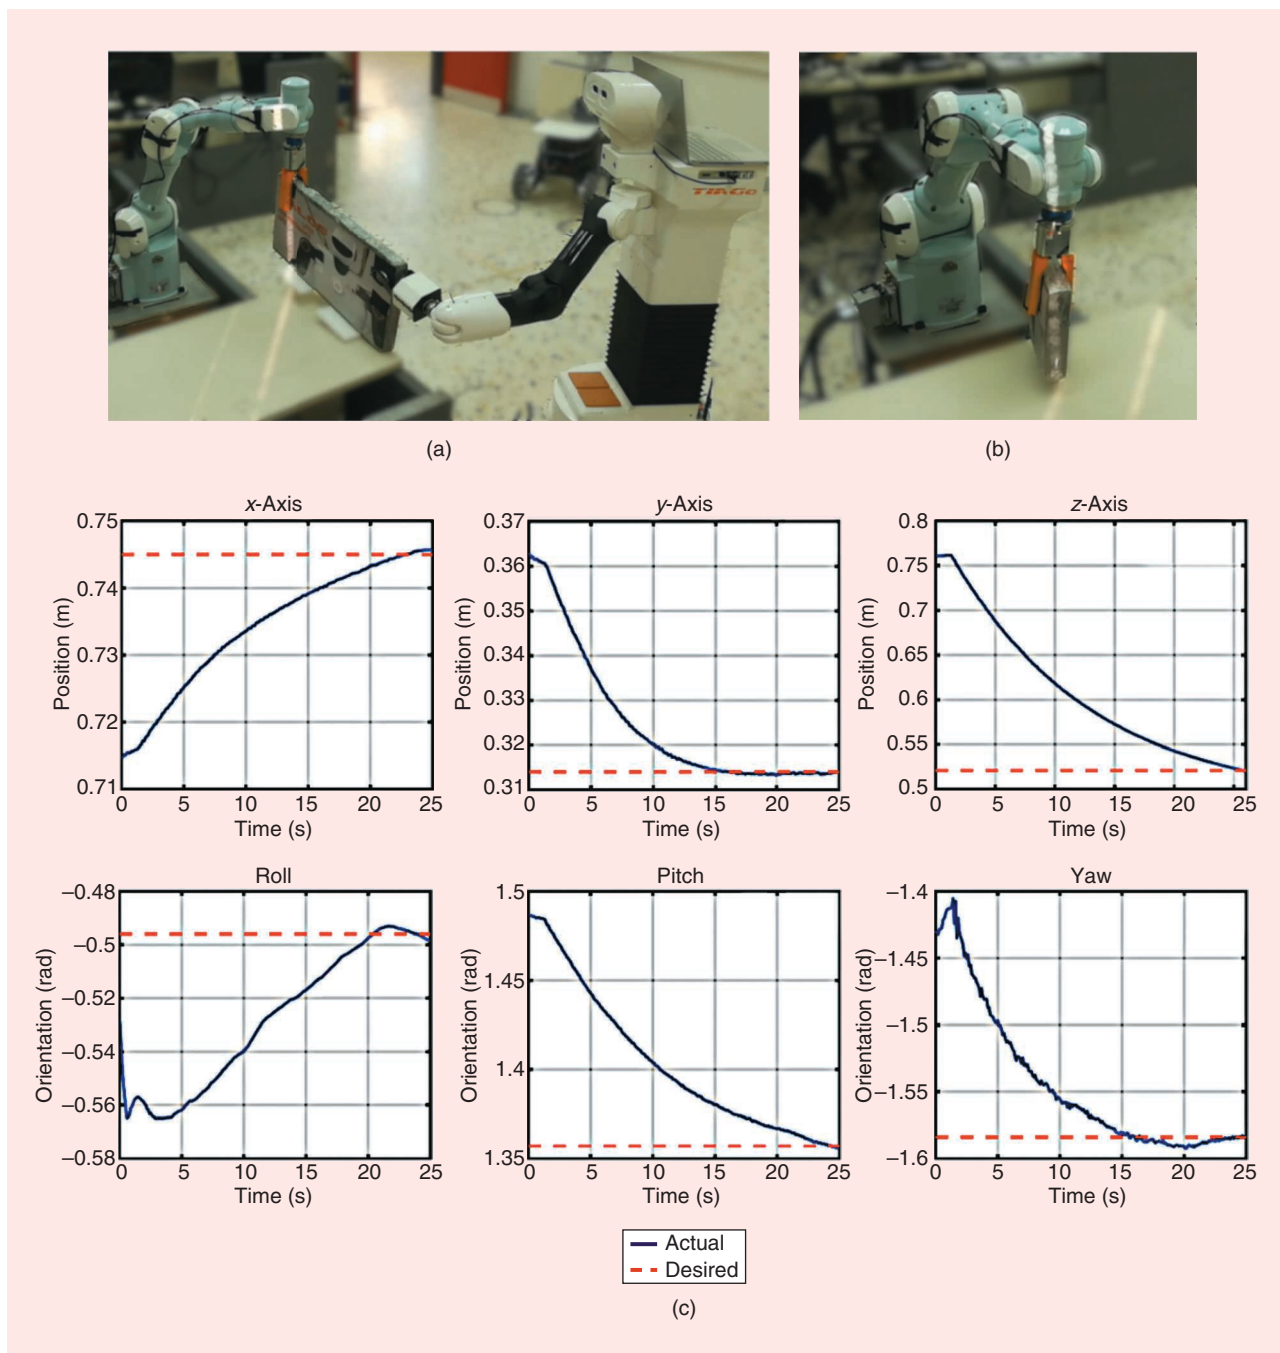 TIAGo
(a)
(b)
x-Axis
0.75
0.74
0.73
0.72
0.71
Position (m)
0 5 10 15 20 25
Time (s)
y-Axis
0.37
0.36
0.35
0.34
0.33
0.32
0.31
Position (m)
0 5 10 15 20 25
Time (s)
z-Axis
0.8
0.75
0.7
0.65
0.6
0.55
0.5
Position (m)
0 5 10 15 20 25
Time (s)
Roll
–0.48
–0.5
–0.52
–0.54
–0.56
–0.58
Orientation (rad)
0 5 10 15 20 25
Time (s)
Pitch
1.5
1.45
1.4
1.35
Orientation (rad)
0 5 10 15 20 25
Time (s)
Yaw
–1.4
–1.45
–1.5
–1.55
–1.6
Orientation (rad)
0 5 10 15 20 25
Time (s)
Actual
Desired
(c)